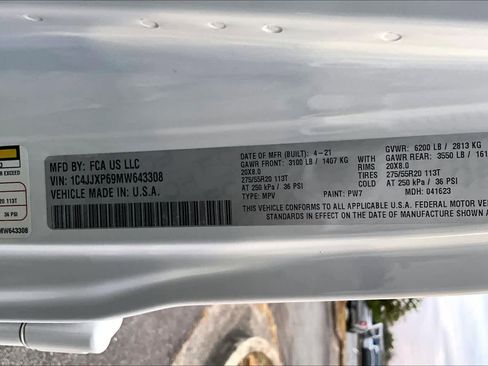 MFD BY: FCA US LLC
VIN: 1C4JJXP69MW643308
VEHICLE MADE IN U.S.A.
DATE OF MFR (BUILT): 4-21
GAWR FRONT: 3100 LB / 1407 KG
20X8.0 RIMS
275/55R20 113T TIRES
AT 250 kPa / 36 PSI
TYPE: MPV PAINT: PW7
GVWR: 6200 LB / 2813 KG
GAWR REAR: 3550 LB
20X8.0
275/55R20 113T
AT 250 kPa / 36 PSI
MDH: 041623
THIS VEHICLE CONFORMS TO ALL APPLICABLE U.S.A. FEDERAL MOTOR
STANDARDS IN EFFECT ON THE DATE OF MANUFACTURE SHOWN
EXCEED
113T
36 PSI
MW643308